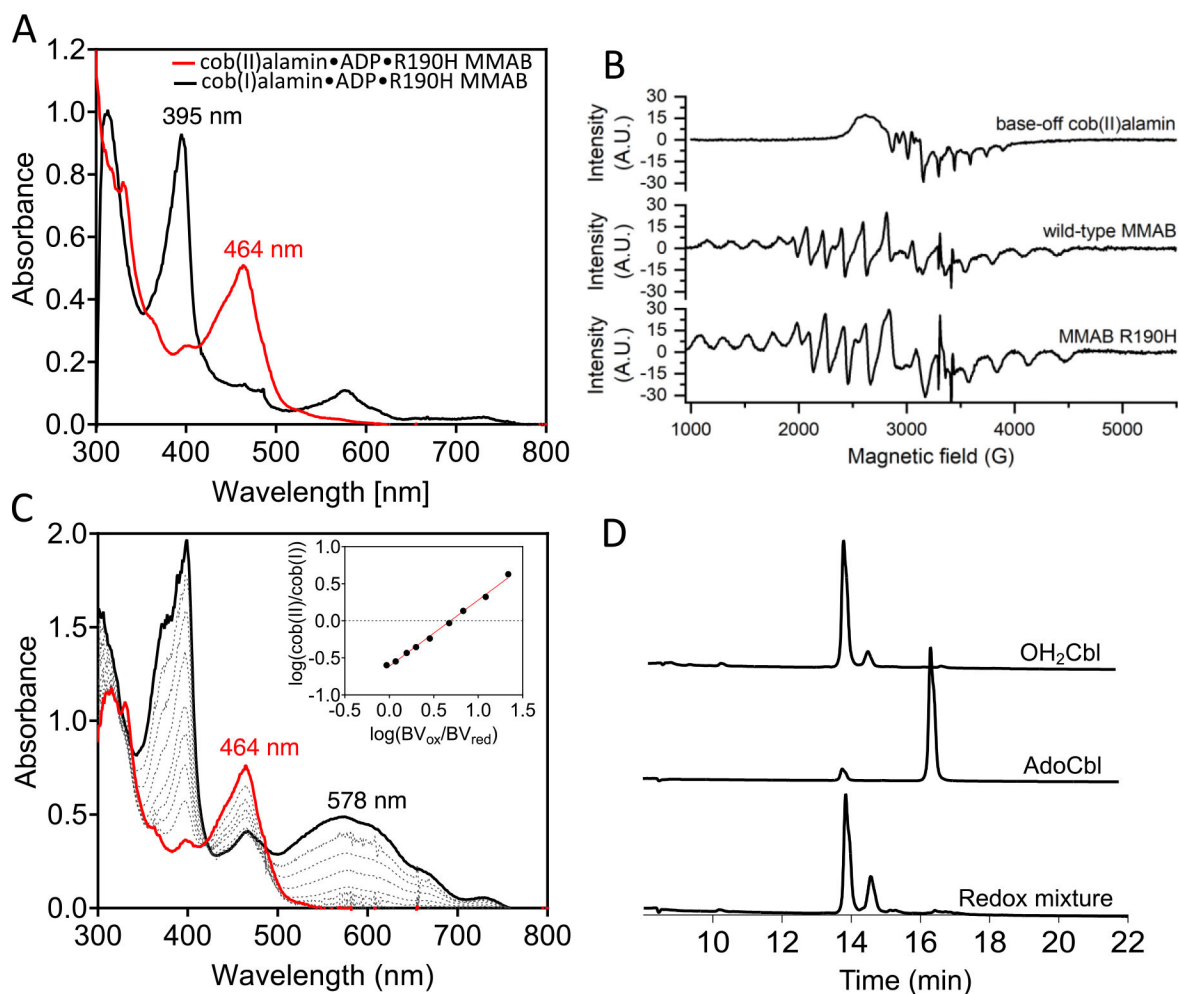 A
cob(II)alamin•ADP•R190H MMAB
cob(I)alamin•ADP•R190H MMAB
395 nm
464 nm
Absorbance
1.2
1.0
0.8
0.6
0.4
0.2
0.0
300 400 500 600 700 800
Wavelength [nm]
B
base-off cob(II)alamin
Intensity
(A.U.)
30
15
0
-15
-30
wild-type MMAB
Intensity
(A.U.)
30
15
0
-15
-30
MMAB R190H
Intensity
(A.U.)
30
15
0
-15
-30
1000 2000 3000 4000 5000
Magnetic field (G)
C
Absorbance
2.0
1.5
1.0
0.5
0.0
464 nm
578 nm
300 400 500 600 700 800
Wavelength (nm)
log(cob(II)/cob(I))
1.0
0.5
0.0
-0.5
-1.0
-0.5 0.0 0.5 1.0 1.5
log(BVox/BVred)
D
OH2Cbl
AdoCbl
Redox mixture
10 12 14 16 18 20 22
Time (min)